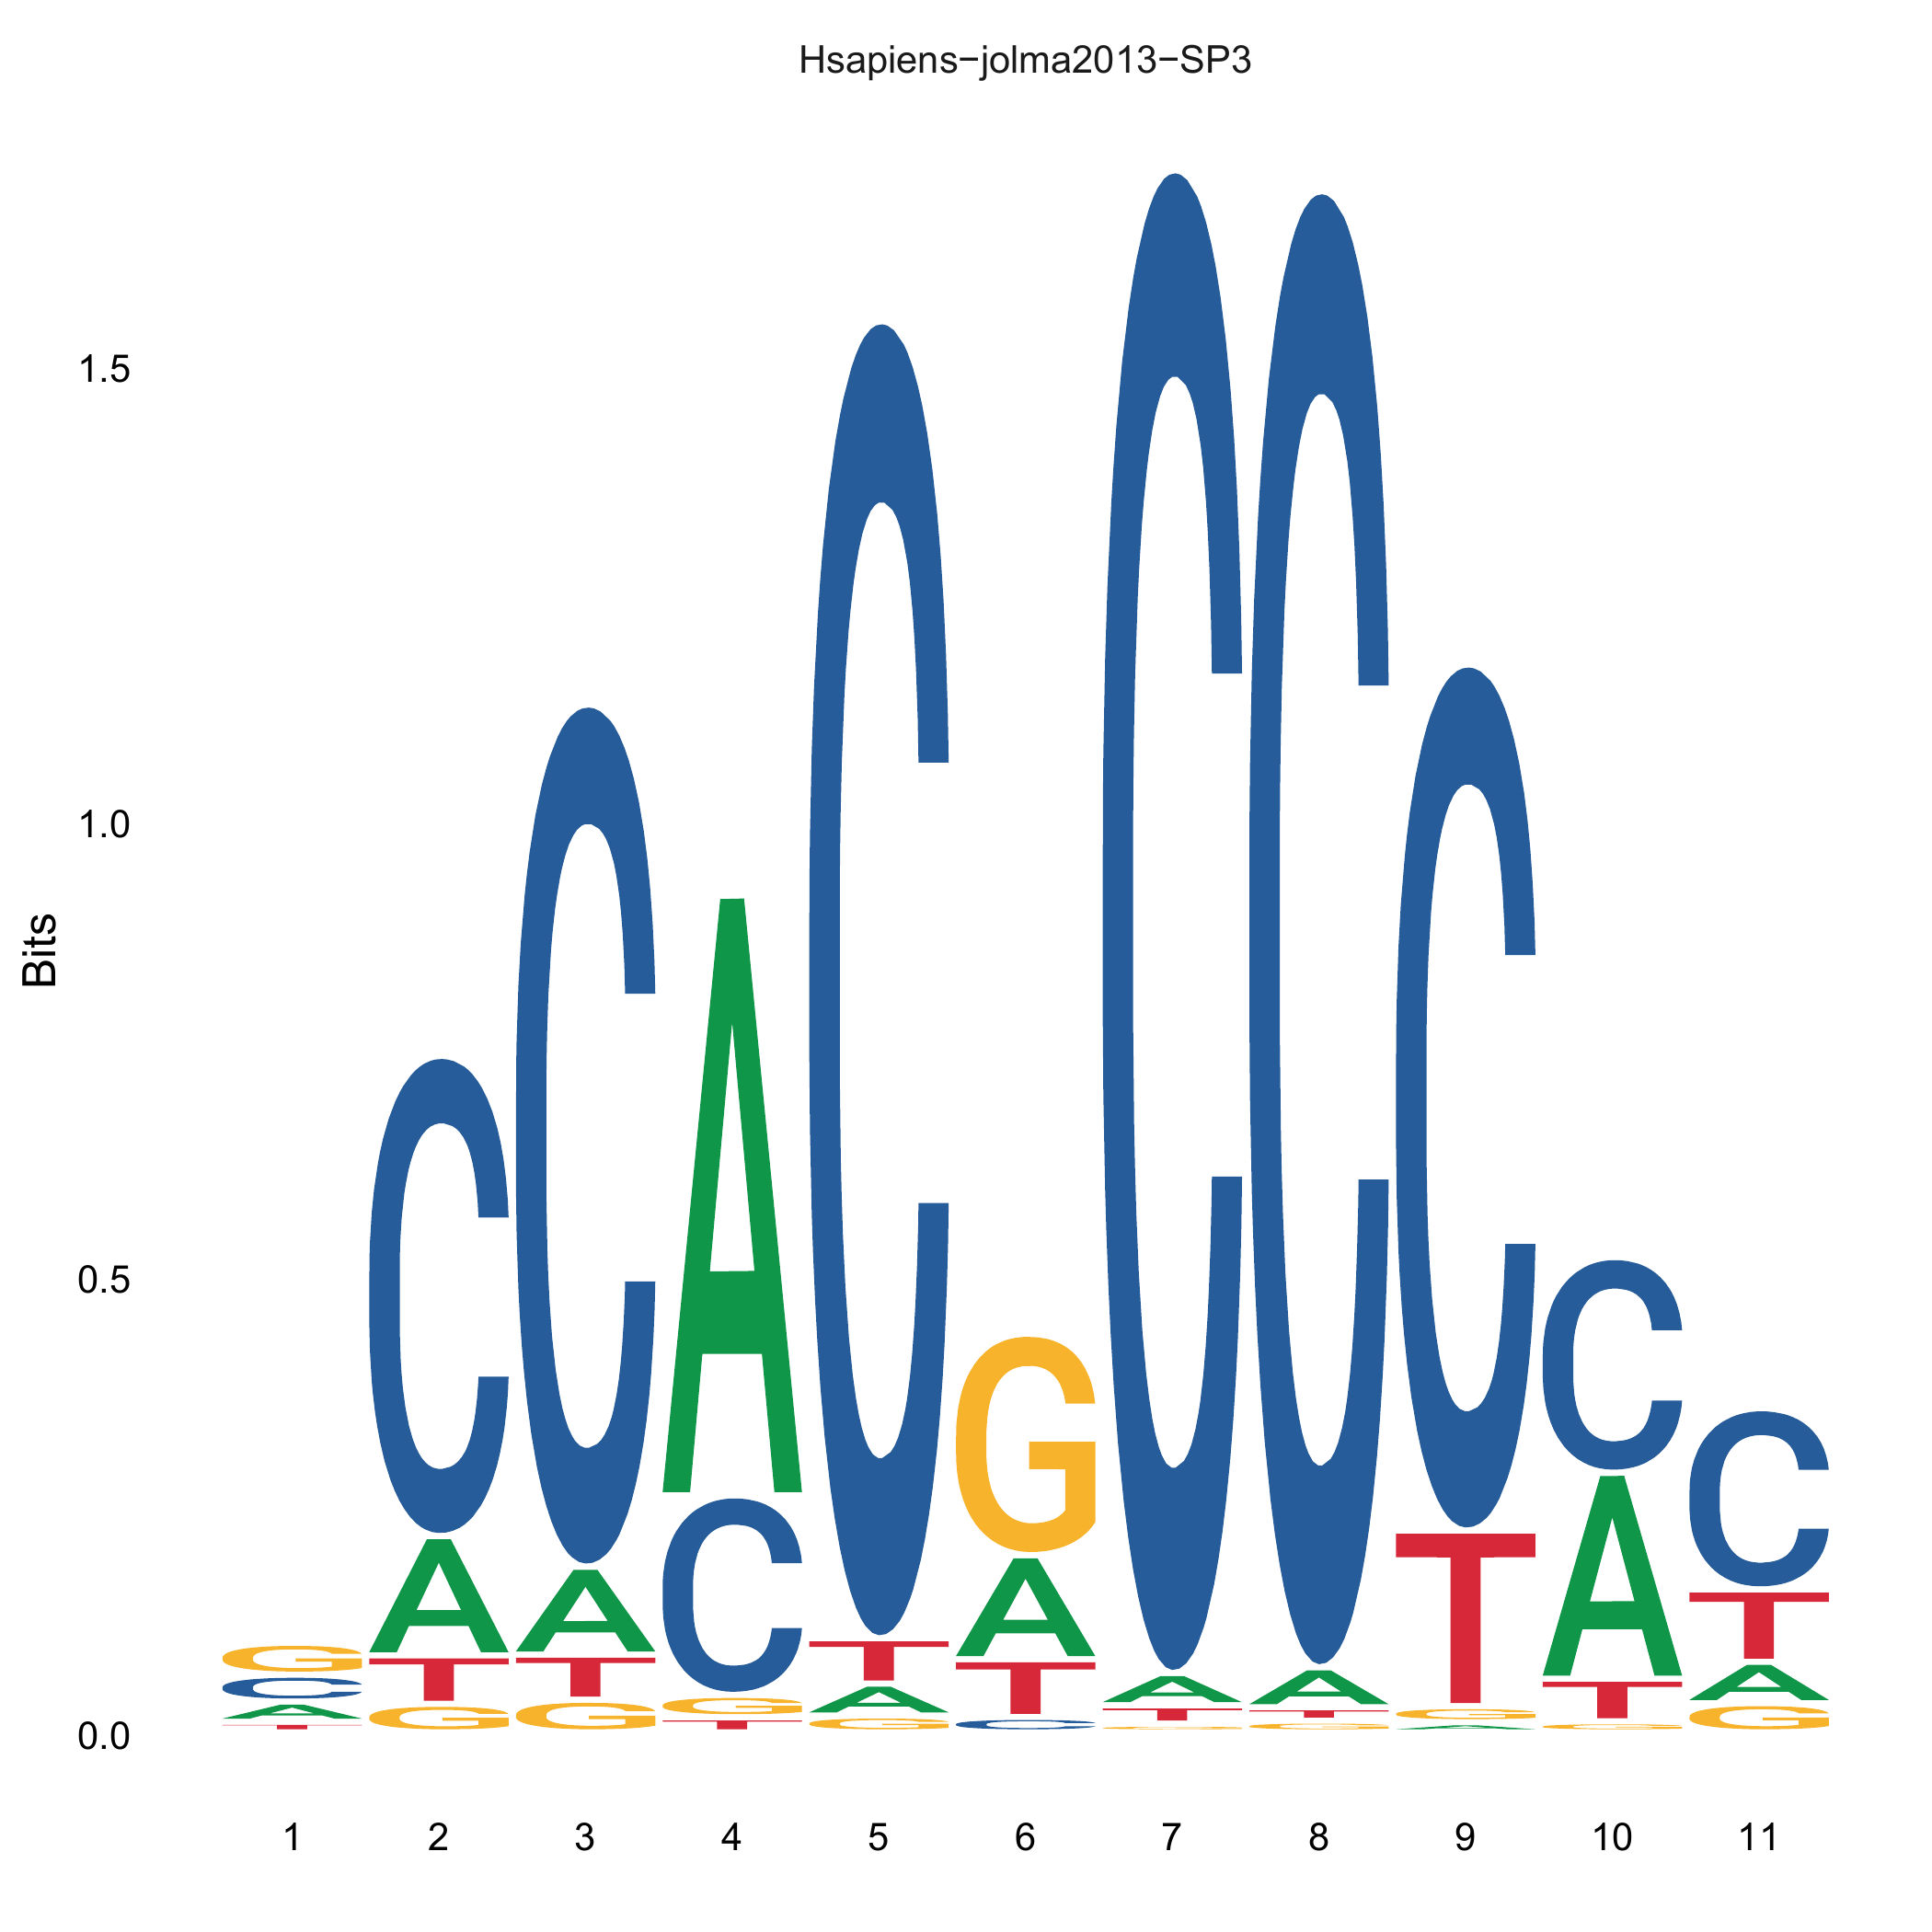 Hsapiens−jolma2013−SP3
Bits
1.5
1.0
0.5
0.0
G C A T
C A T G
C A T G
A C G T
C T A G
G A T C
C A T G
C A T G
C T G A
C A T G
C T A G
1 2 3 4 5 6 7 8 9 10 11